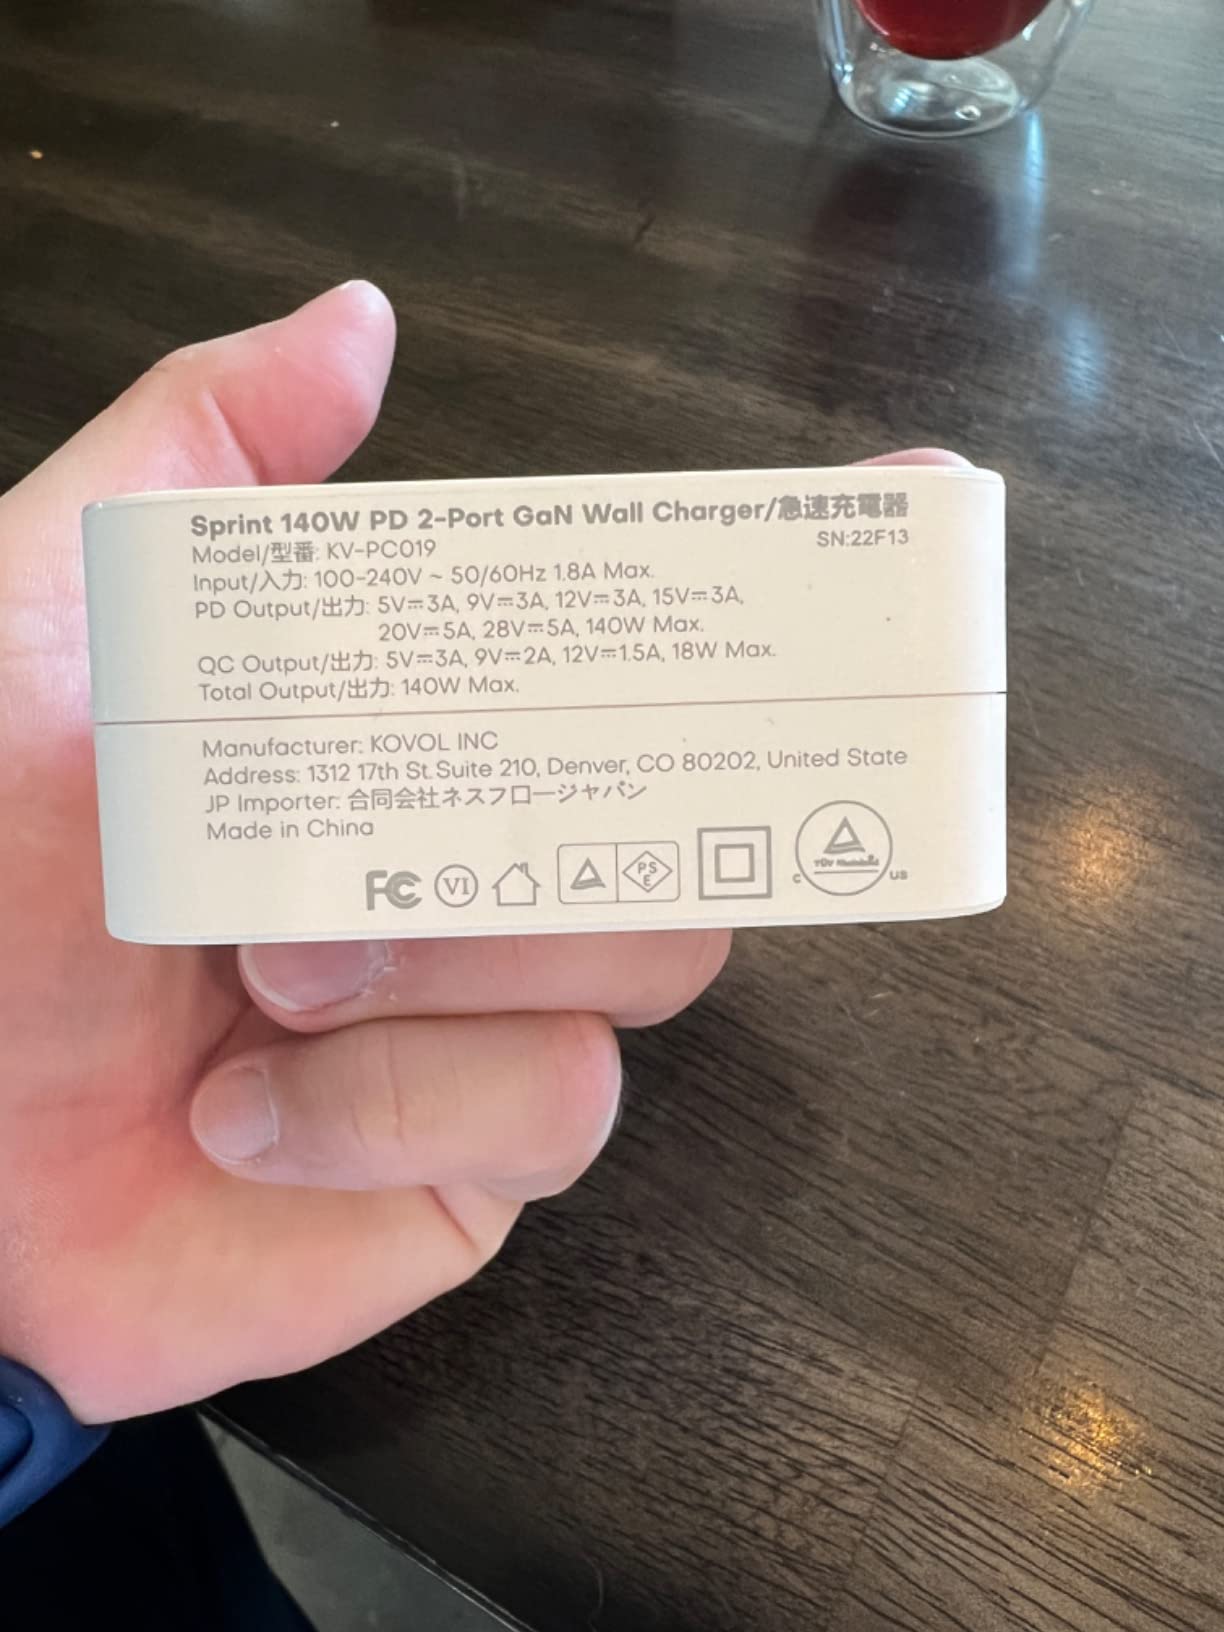 Sprint 140W PD 2-Port GaN Wall Charger/急速充電器
Model/型番: KV-PC019
SN:22F13
Input/入力: 100-240V ~ 50/60Hz 1.8A Max.
PD Output/出力: 5V⎓3A, 9V⎓3A, 12V⎓3A, 15V⎓3A,
20V⎓5A, 28V⎓5A, 140W Max.
QC Output/出力: 5V⎓3A, 9V⎓2A, 12V⎓1.5A, 18W Max.
Total Output/出力: 140W Max.
Manufacturer: KOVOL INC
Address: 1312 17th St.Suite 210, Denver, CO 80202, United State
JP Importer: 合同会社ネスフロージャパン
Made in China
FC VI PSE
TÜV Rheinland
c US